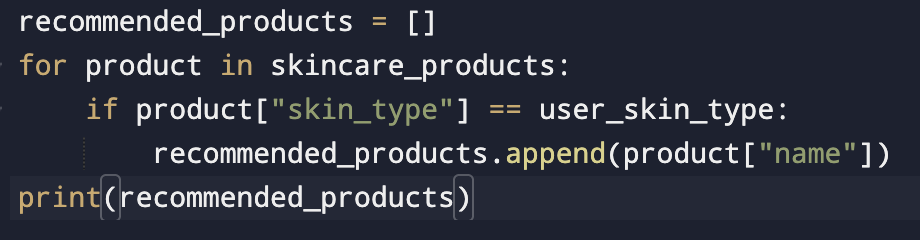 recommended_products = []
for product in skincare_products:
    if product["skin_type"] == user_skin_type:
        recommended_products.append(product["name"])
print(recommended_products)